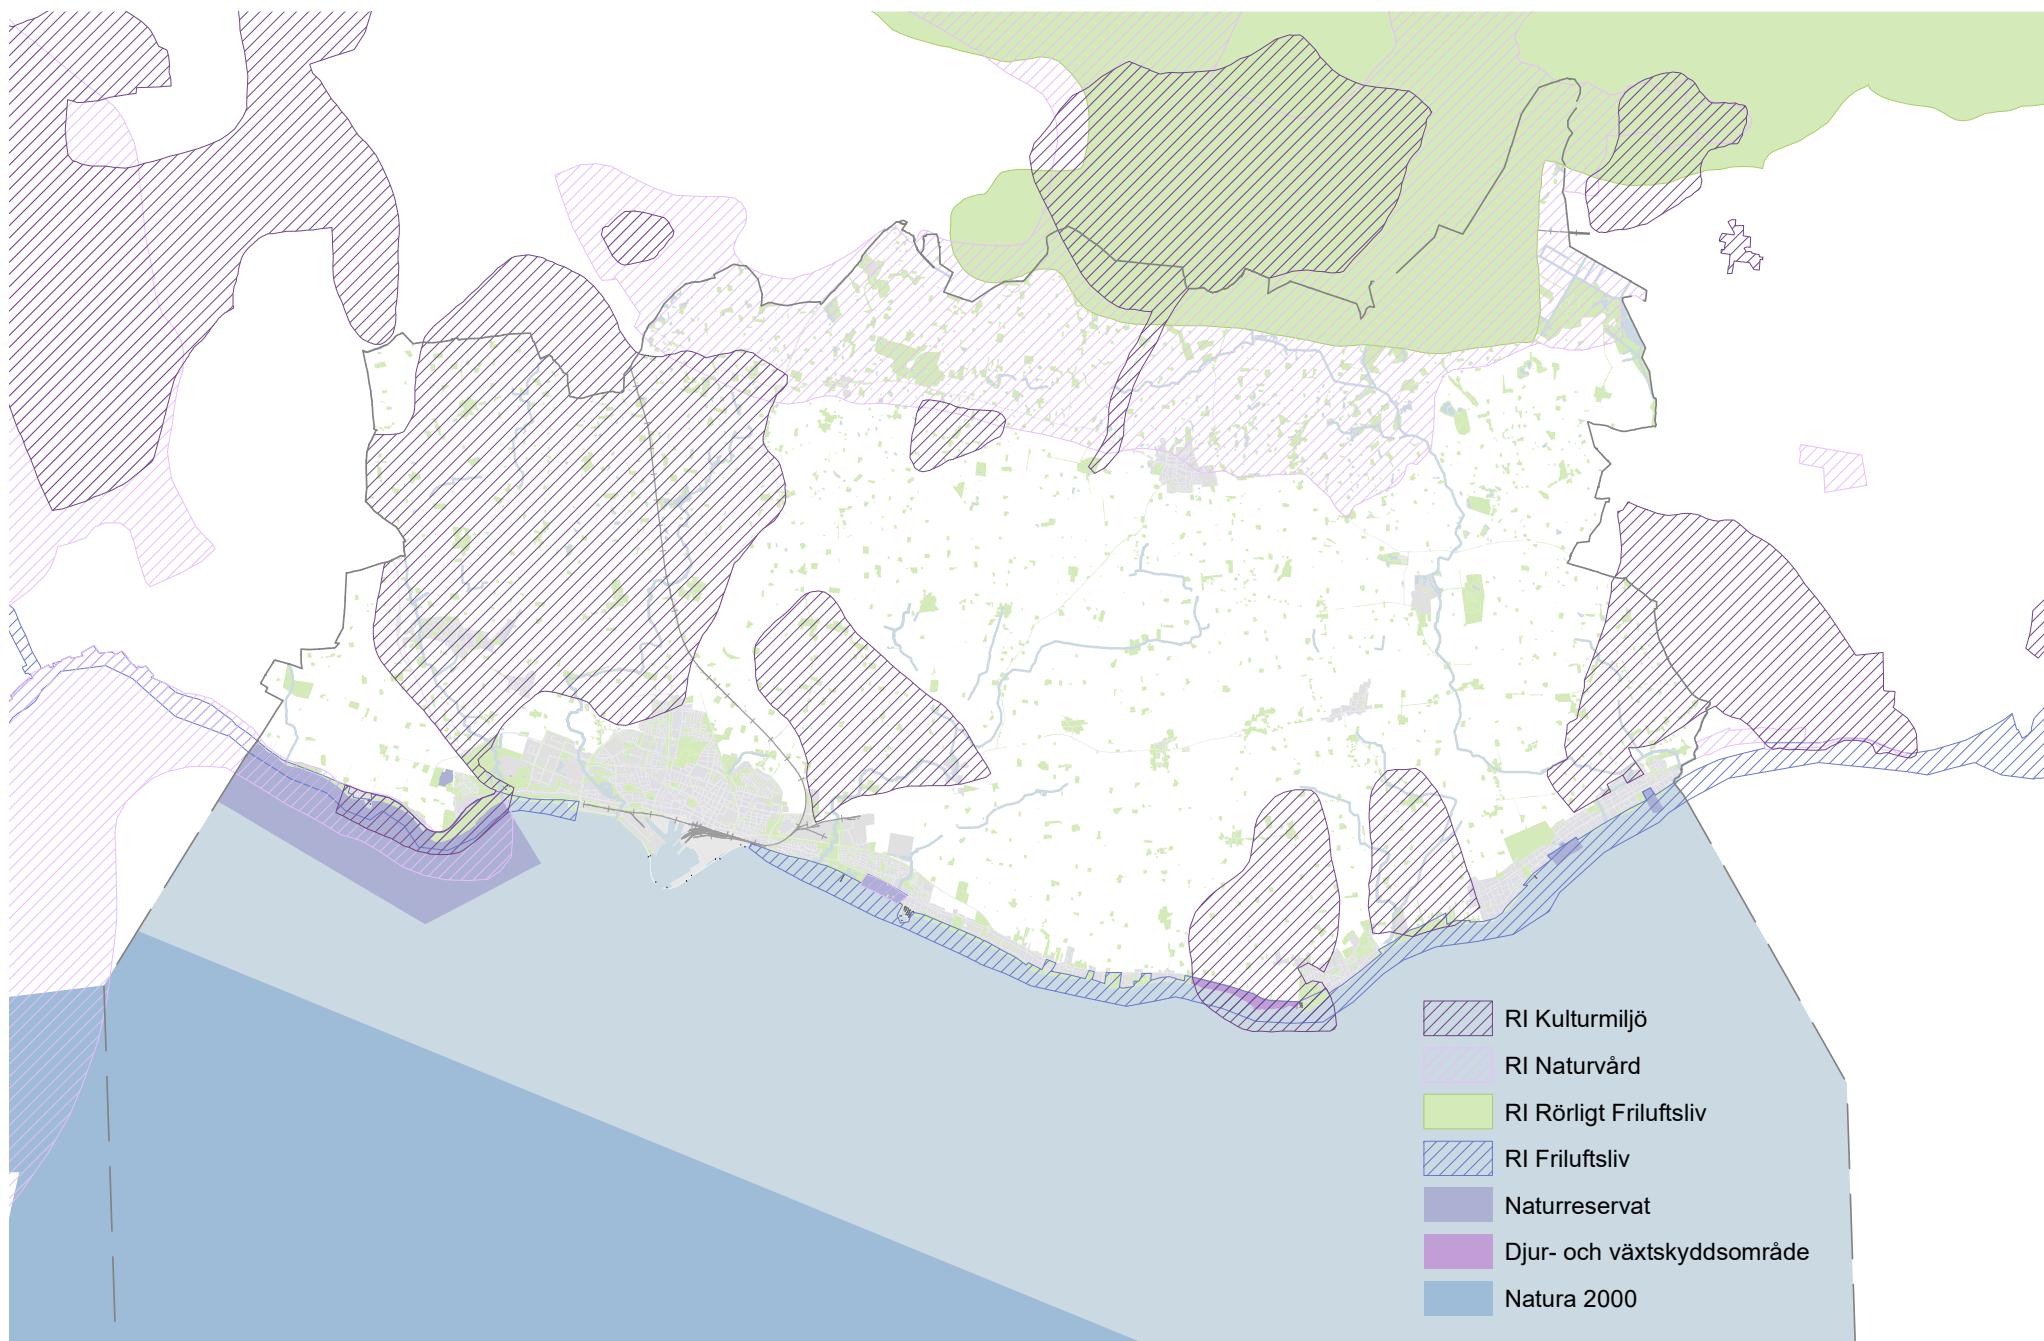 RI Kulturmiljö
RI Naturvård
RI Rörligt Friluftsliv
RI Friluftsliv
Naturreservat
Djur- och växtskyddsområde
Natura 2000